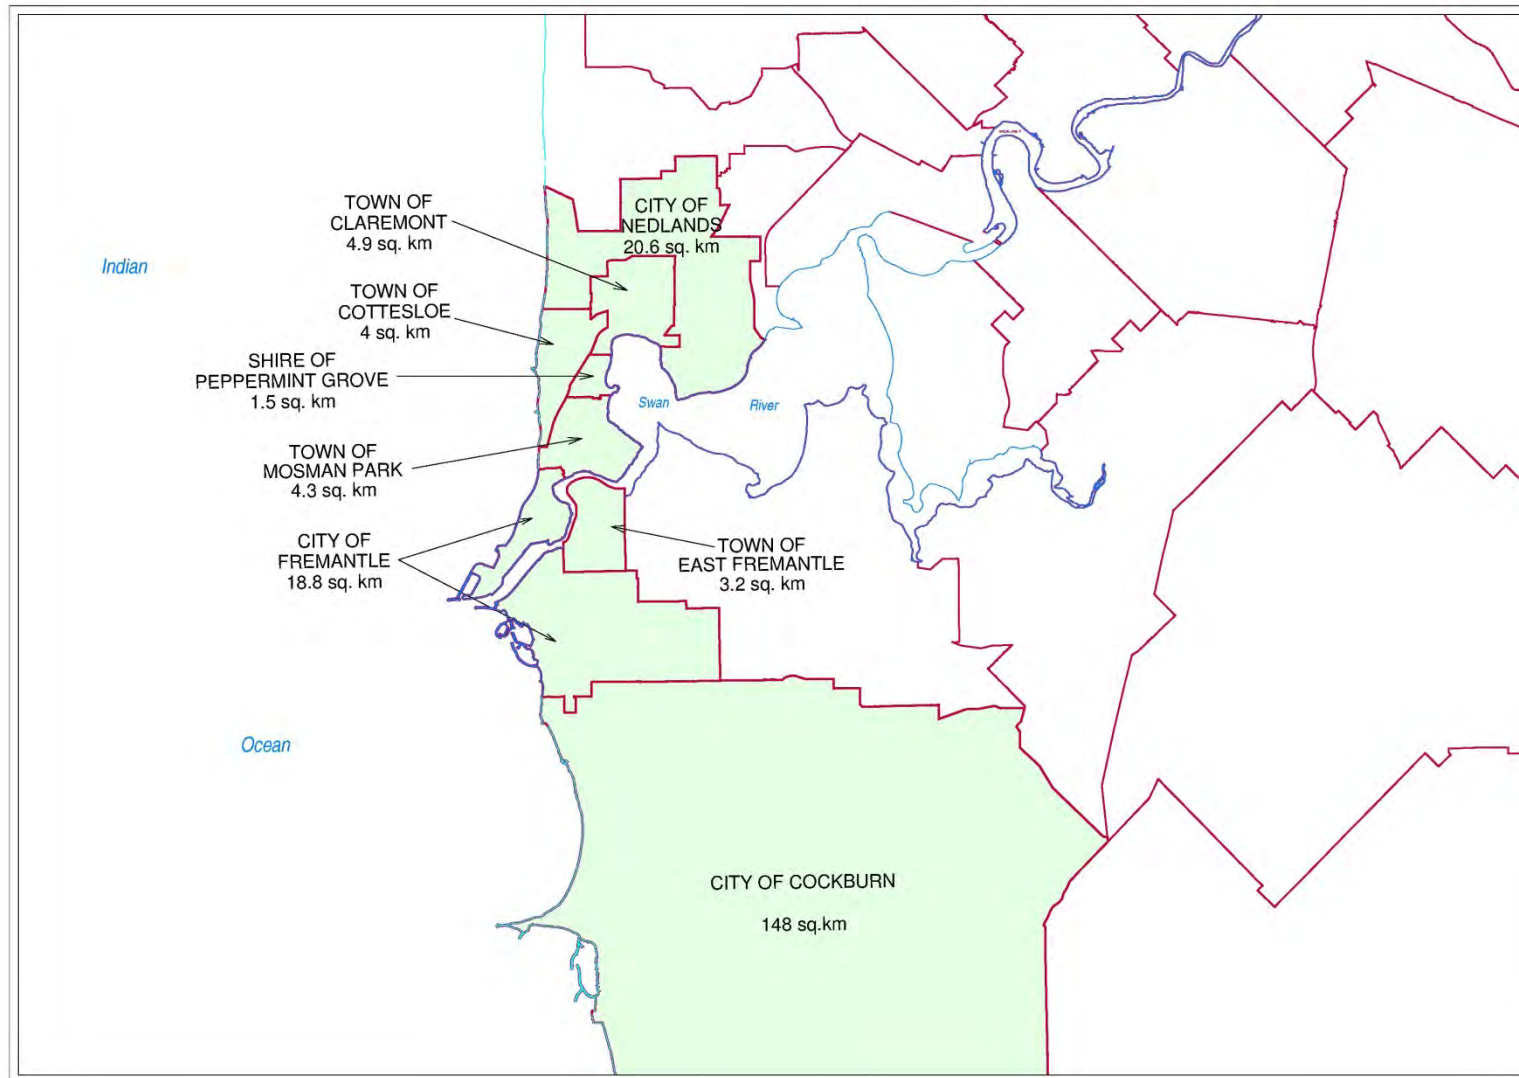 TOWN OF
CLAREMONT
4.9 sq. km
CITY OF
NEDLANDS
20.6 sq. km
Indian
TOWN OF
COTTESLOE
4 sq. km
SHIRE OF
PEPPERMINT GROVE
1.5 sq. km
Swan
River
TOWN OF
MOSMAN PARK
4.3 sq. km
CITY OF
FREMANTLE
18.8 sq. km
TOWN OF
EAST FREMANTLE
3.2 sq. km
Ocean
CITY OF COCKBURN
148 sq.km